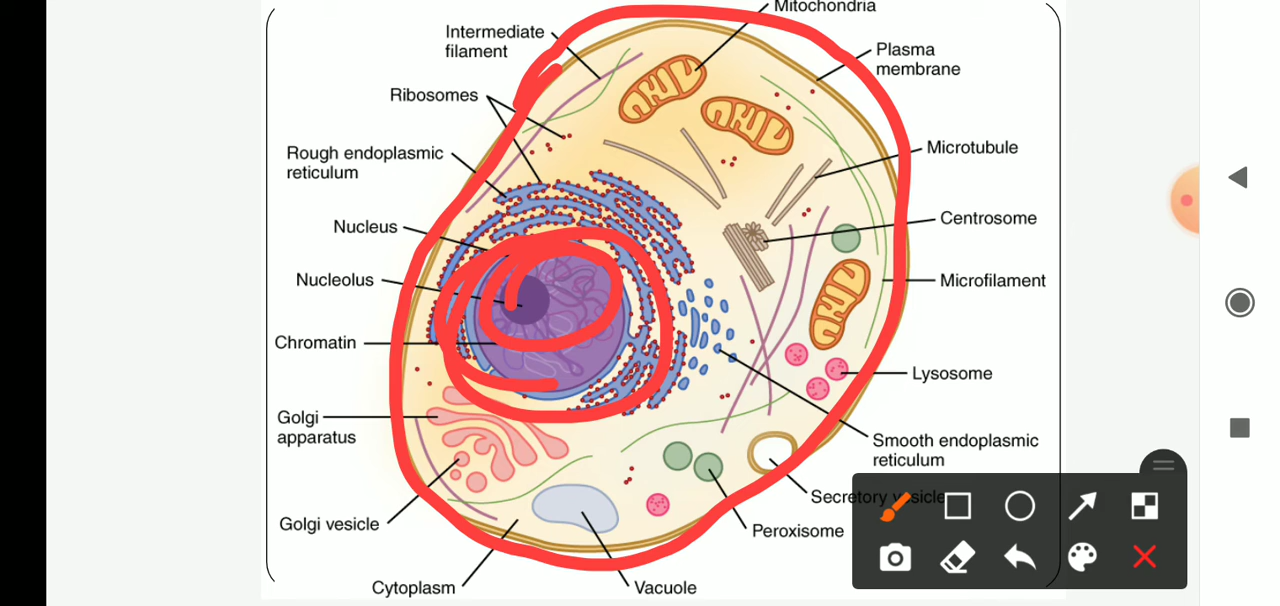 Mitochondria
Intermediate
filament
Plasma
membrane
Ribosomes
Microtubule
Rough endoplasmic
reticulum
Centrosome
Nucleus
Nucleolus
Microfilament
Chromatin
Lysosome
Golgi
apparatus
Smooth endoplasmic
reticulum
Secretory vesicle
Golgi vesicle
Peroxisome
Cytoplasm
Vacuole